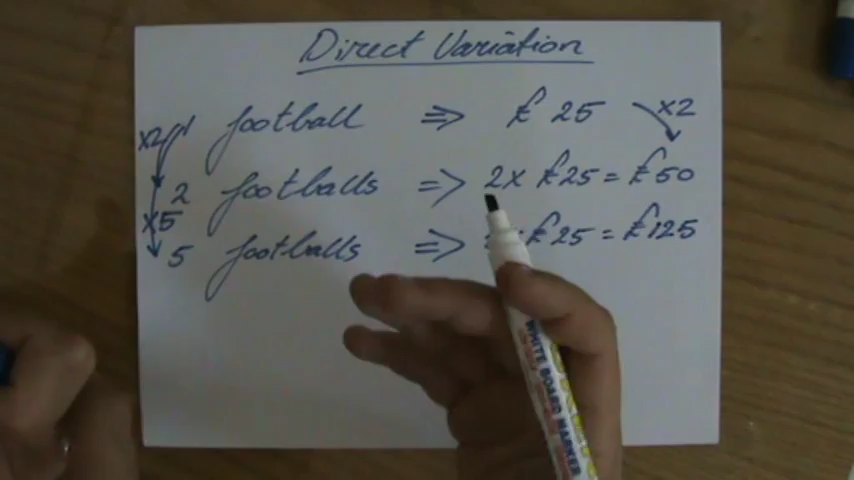 Direct Variation
1 football ⇒ £25 x2
x2
2 footballs ⇒ 2x £25 = £50
x5
5 footballs ⇒ x £25 = £125
WHITE BOARD MARKER